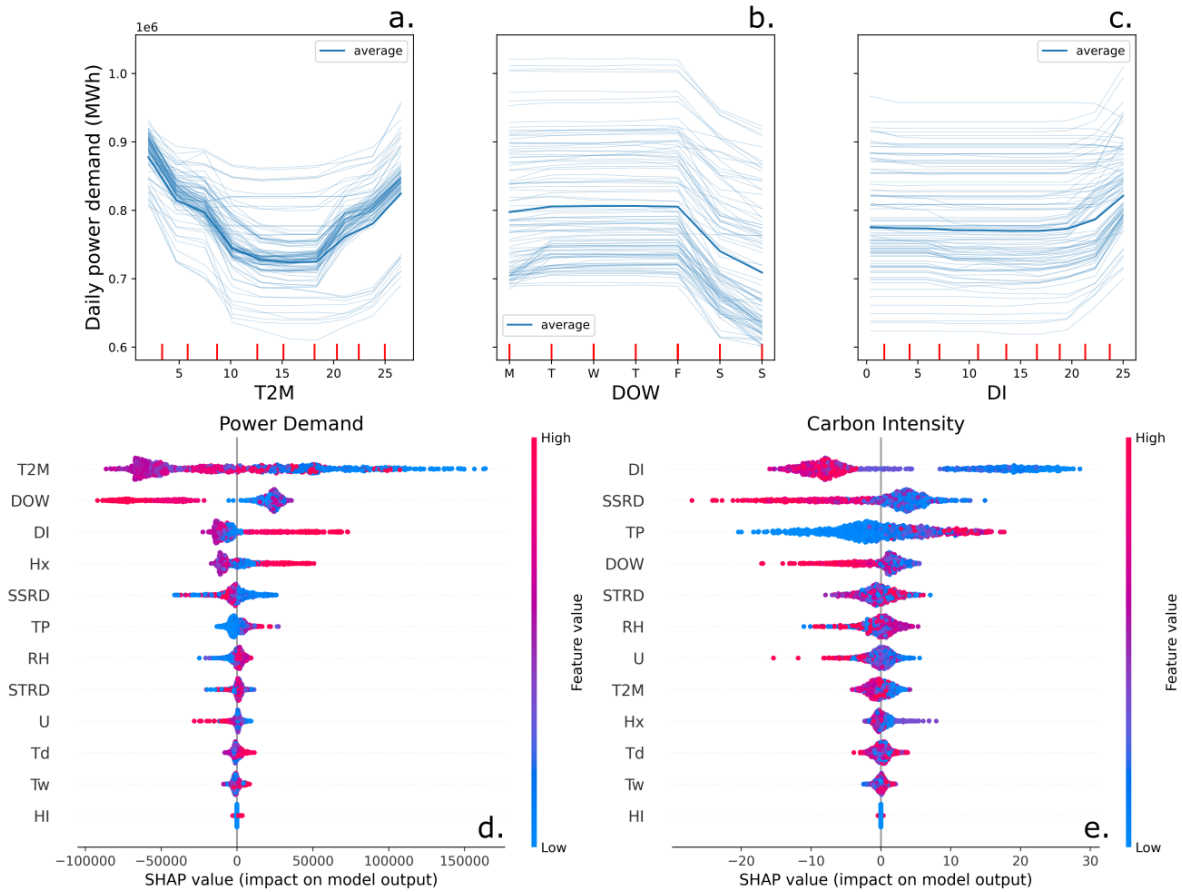 a.
b.
c.
1e6
average
average
average
Daily power demand (MWh)
1.0
0.9
0.8
0.7
0.6
5 10 15 20 25
M T W T F S S
0 5 10 15 20 25
T2M
DOW
DI
Power Demand
Carbon Intensity
T2M
DOW
DI
Hx
SSRD
TP
RH
STRD
U
Td
Tw
HI
High
Feature value
Low
d.
−100000 −50000 0 50000 100000 150000
SHAP value (impact on model output)
DI
SSRD
TP
DOW
STRD
RH
U
T2M
Hx
Td
Tw
HI
High
Feature value
Low
e.
−20 −10 0 10 20 30
SHAP value (impact on model output)